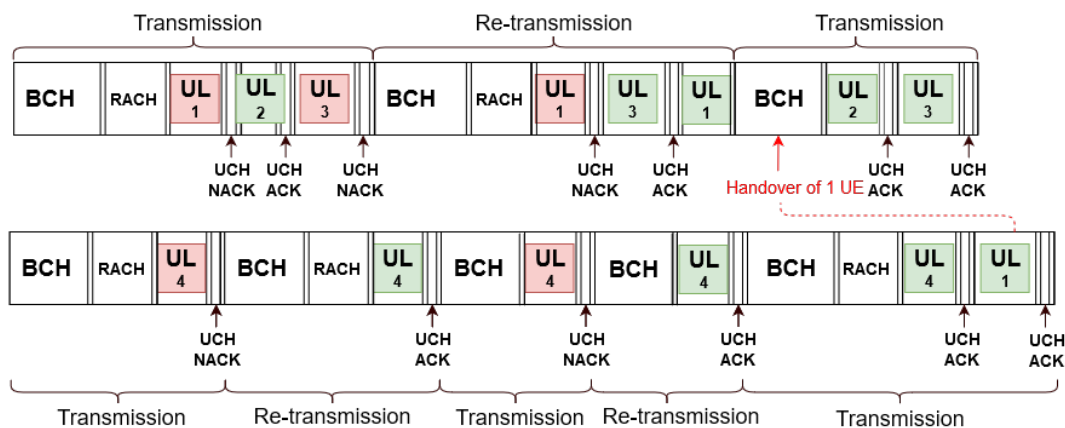 Transmission
Re-transmission
Transmission
BCH
RACH
UL
1
UL
2
UL
3
BCH
RACH
UL
1
UL
3
UL
1
BCH
UL
2
UL
3
UCH
NACK
UCH
ACK
UCH
NACK
UCH
NACK
UCH
ACK
Handover of 1 UE
UCH
ACK
UCH
ACK
BCH
RACH
UL
4
BCH
RACH
UL
4
BCH
UL
4
BCH
UL
4
BCH
RACH
UL
4
UL
1
UCH
NACK
UCH
ACK
UCH
NACK
UCH
ACK
UCH
ACK
UCH
ACK
Transmission
Re-transmission
Transmission
Re-transmission
Transmission